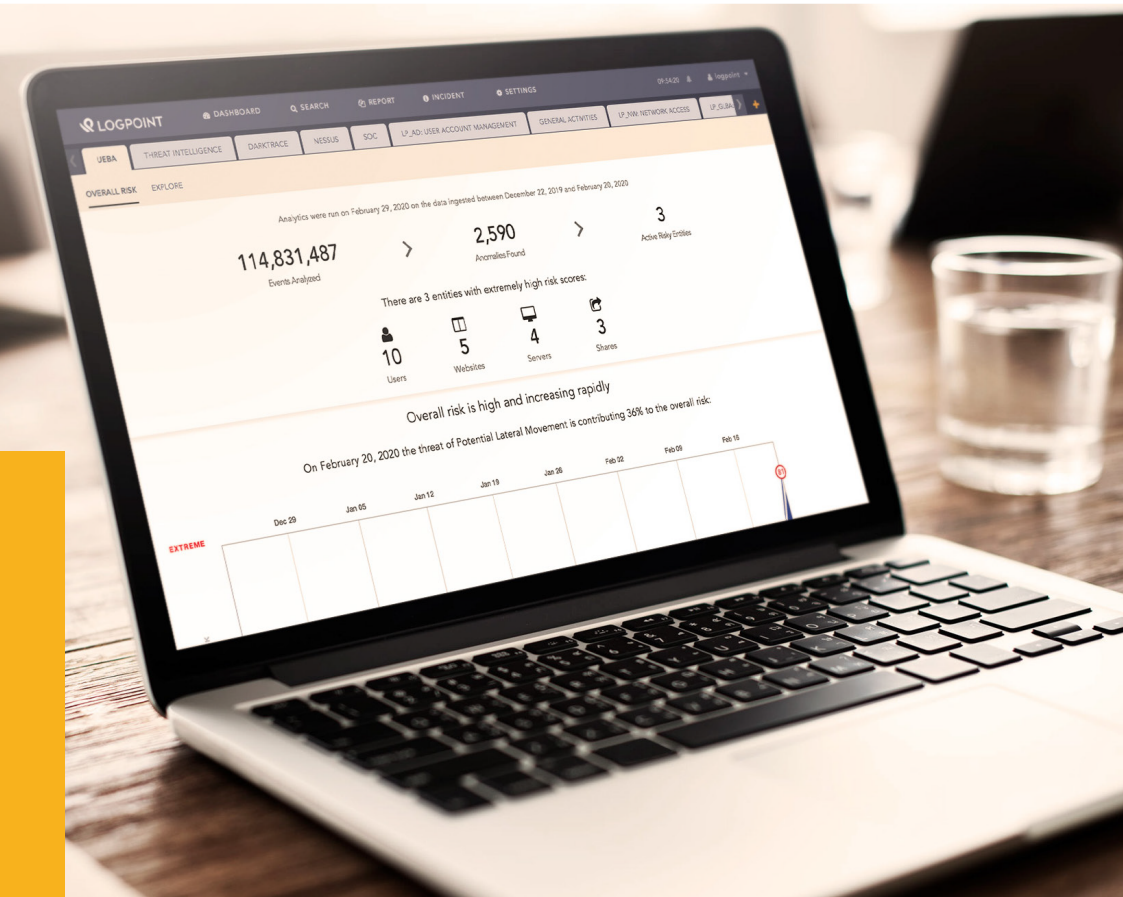 LOGPOINT
DASHBOARD SEARCH REPORT INCIDENT SETTINGS 09:54:20 logpoint
UEBA THREAT INTELLIGENCE DARKTRACE NESSUS SOC LP_AD: USER ACCOUNT MANAGEMENT GENERAL ACTIVITIES LP_NW: NETWORK ACCESS LP_GLOBA
OVERALL RISK EXPLORE
Analytics were run on February 29, 2020 on the data ingested between December 22, 2019 and February 20, 2020
114,831,487 > 2,590 > 3
Events Analyzed Anomalies Found Active Risky Entities
There are 3 entities with extremely high risk scores:
10 5 4 3
Users Websites Servers Shares
Overall risk is high and increasing rapidly
On February 20, 2020 the threat of Potential Lateral Movement is contributing 36% to the overall risk:
Dec 29 Jan 05 Jan 12 Jan 19 Jan 26 Feb 02 Feb 09 Feb 16
EXTREME